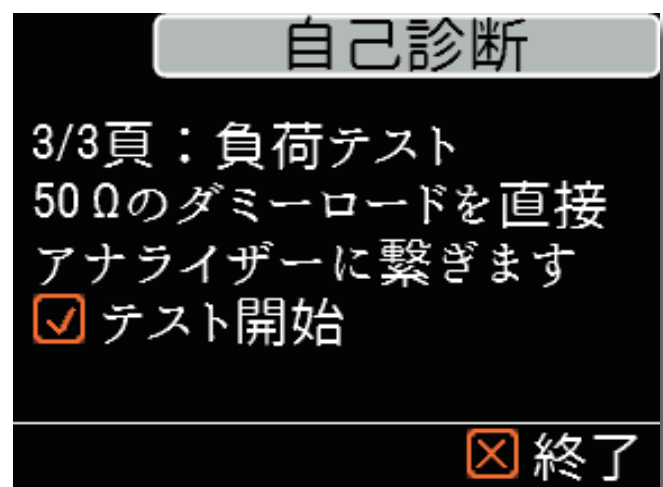 自己診断
3/3頁：負荷テスト
50Ωのダミーロードを直接
アナライザーに繋ぎます
テスト開始
終了